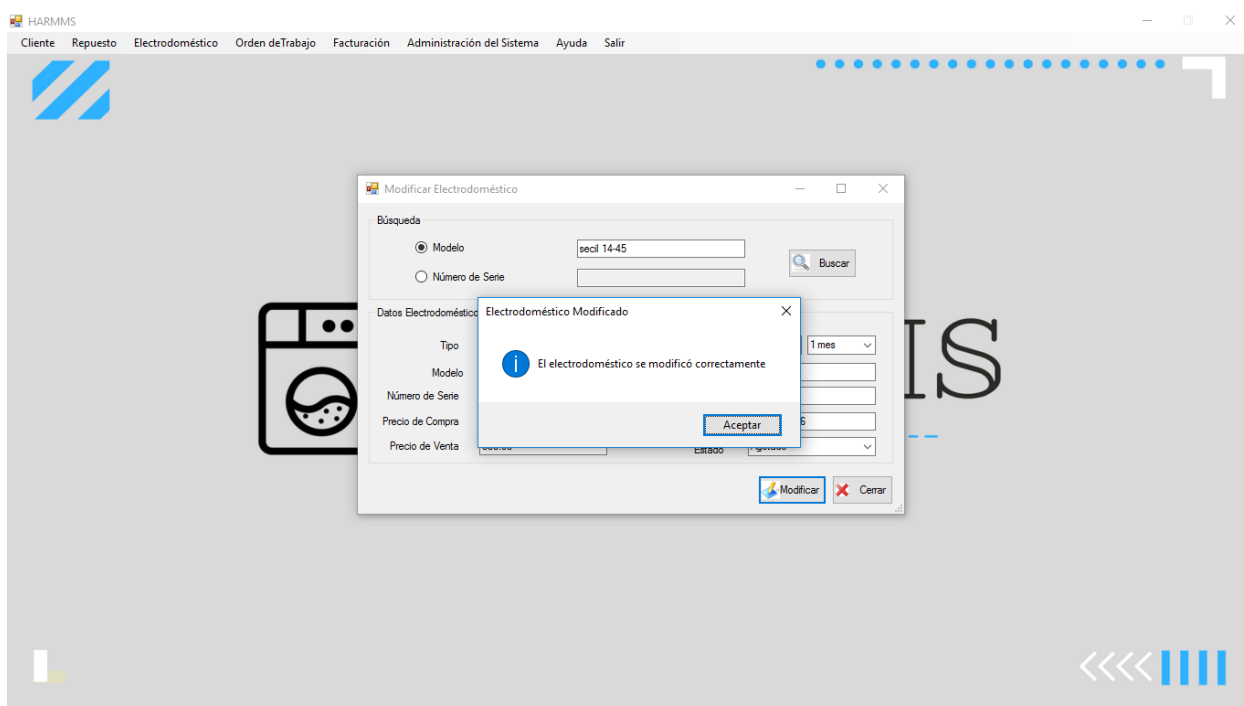 HARMMS
Cliente Repuesto Electrodoméstico Orden deTrabajo Facturación Administración del Sistema Ayuda Salir
Modificar Electrodoméstico
Búsqueda
Modelo secil 14-45
Buscar
Número de Serie
Datos Electrodoméstico
Electrodoméstico Modificado
El electrodoméstico se modificó correctamente
Aceptar
Tipo 1 mes
Modelo
Número de Serie
Precio de Compra
Precio de Venta Estado Agotado
Modificar Cerrar
IS